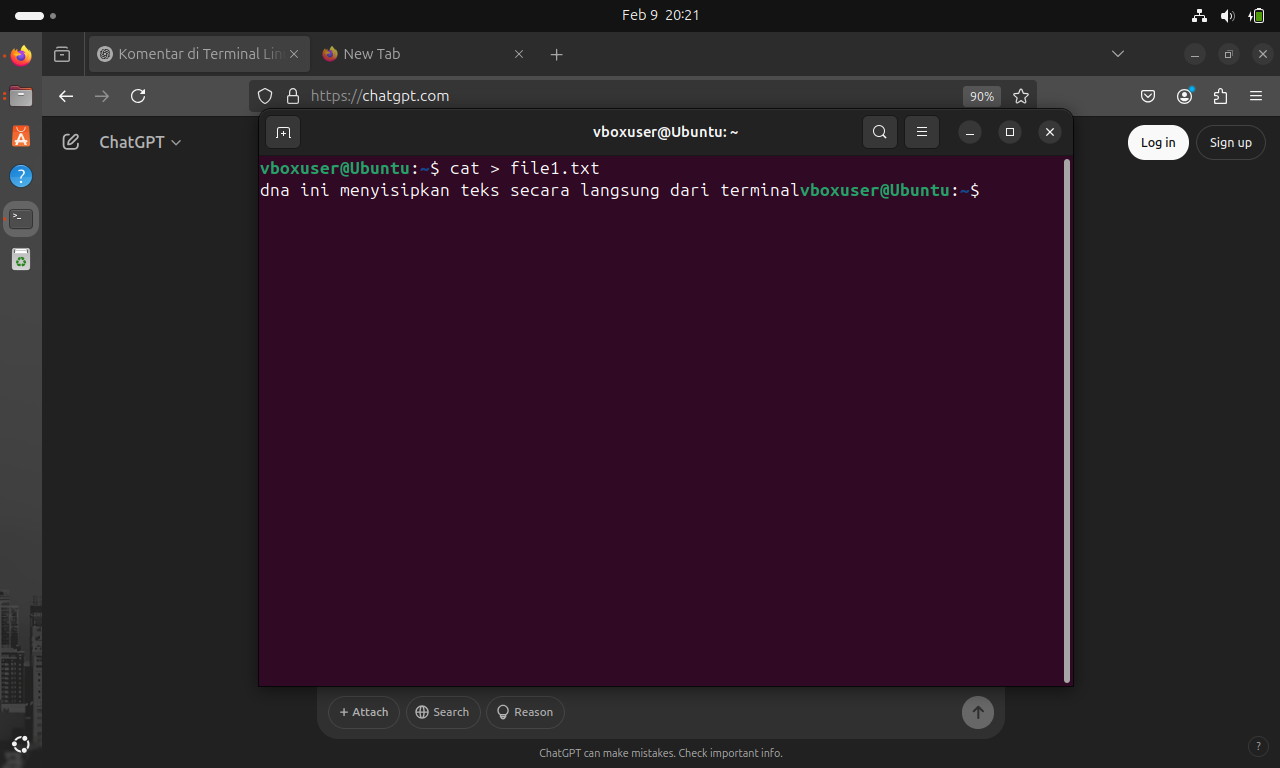 Feb 9 20:21
Komentar di Terminal Lin
New Tab
https://chatgpt.com
90%
ChatGPT
Log in
Sign up
vboxuser@Ubuntu: ~
vboxuser@Ubuntu:~$ cat > file1.txt
dna ini menyisipkan teks secara langsung dari terminalvboxuser@Ubuntu:~$
+ Attach
Search
Reason
ChatGPT can make mistakes. Check important info.
?